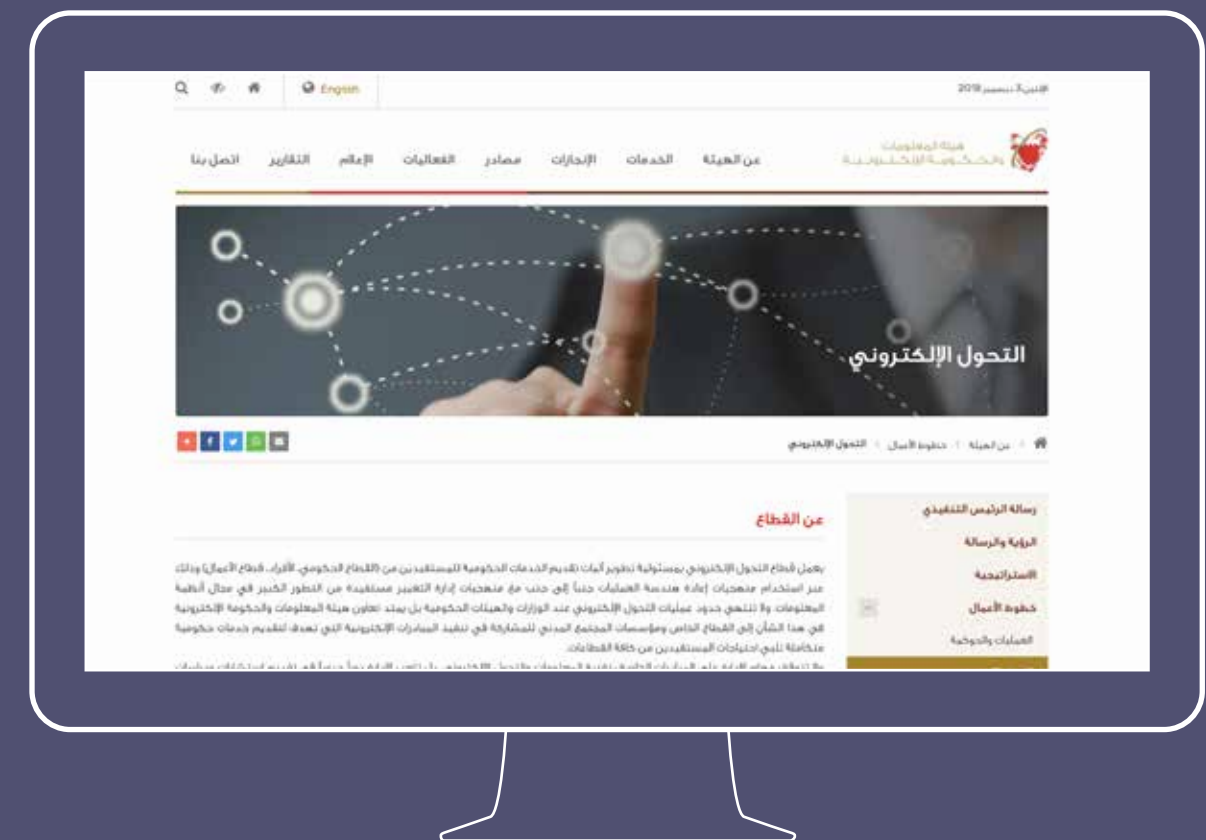 الإثنين 3 ديسمبر 2018
English
هيئة المعلومات
والحكومة الإلكترونية
عن الهيئة الخدمات الإنجازات مصادر الفعاليات الإعلام التقارير اتصل بنا
التحول الإلكتروني
عن الهيئة خطوط الأعمال التحول الإلكتروني
رسالة الرئيس التنفيذي
الرؤية والرسالة
الاستراتيجية
خطوط الأعمال
العمليات والحوكمة
عن القطاع
يعمل قطاع التحول الإلكتروني بمسئولية تطوير آليات تقديم الخدمات الحكومية للمستفيدين من (القطاع الحكومي، الأفراد، قطاع الأعمال) وذلك
عبر استخدام منهجيات إعادة هندسة العمليات جنباً إلى جنب مع منهجيات إدارة التغيير مستفيدة من التطور الكبير في مجال أنظمة
المعلومات. ولا تنتهي حدود عمليات التحول الإلكتروني عند الوزارات والهيئات الحكومية بل يمتد تعاون هيئة المعلومات والحكومة الإلكترونية
في هذا الشأن إلى القطاع الخاص ومؤسسات المجتمع المدني للمشاركة في تنفيذ المبادرات الإلكترونية التي تهدف لتقديم خدمات حكومية
متكاملة تلبي احتياجات المستفيدين من كافة القطاعات.